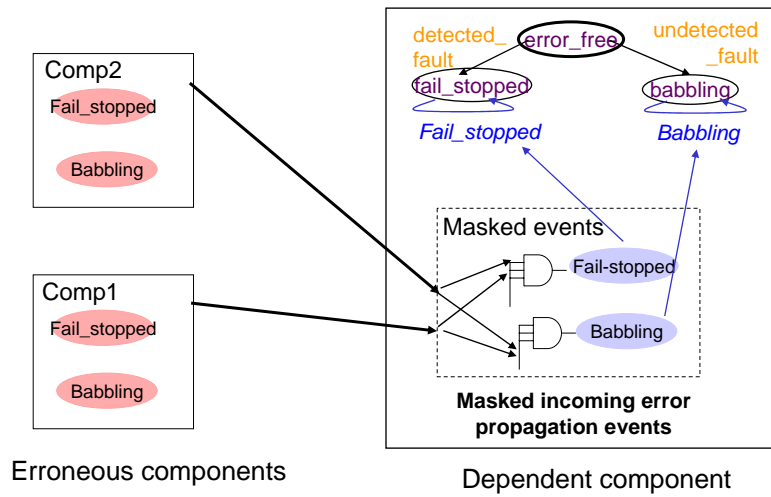 Comp2
Fail_stopped
Babbling
Comp1
Fail_stopped
Babbling
Erroneous components
detected_
fault
error_free
undetected
_fault
fail_stopped
babbling
Fail_stopped
Babbling
Masked events
Fail-stopped
Babbling
Masked incoming error
propagation events
Dependent component